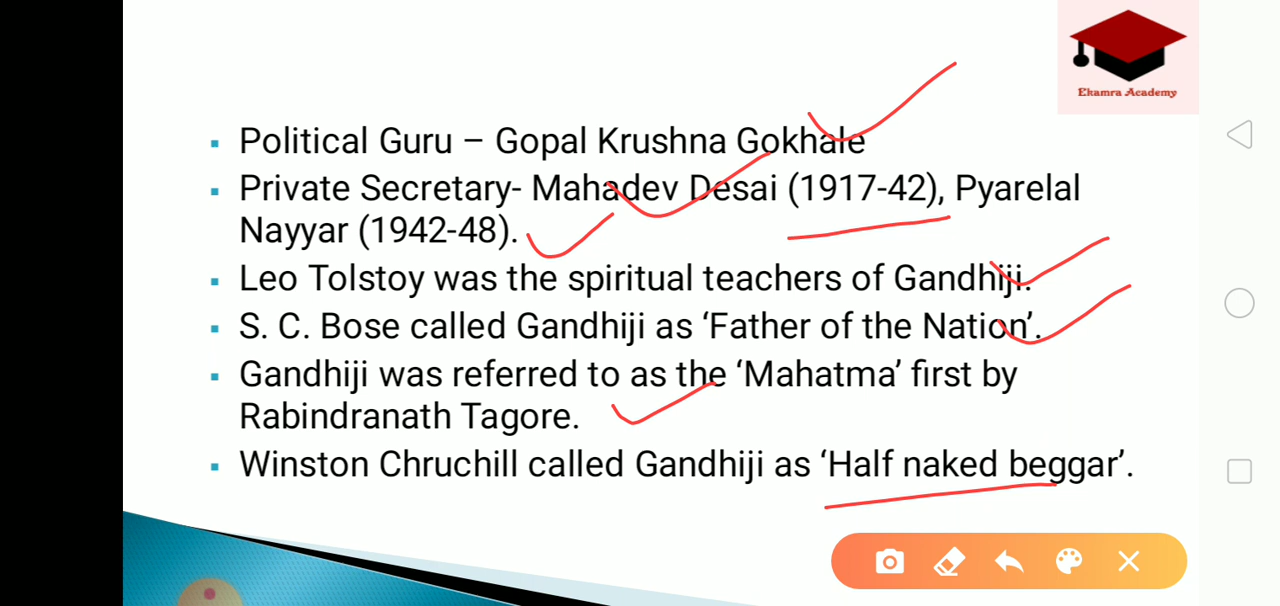 Ekamra Academy
▪ Political Guru – Gopal Krushna Gokhale
▪ Private Secretary- Mahadev Desai (1917-42), Pyarelal
Nayyar (1942-48).
▪ Leo Tolstoy was the spiritual teachers of Gandhiji.
▪ S. C. Bose called Gandhiji as ‘Father of the Nation’.
▪ Gandhiji was referred to as the ‘Mahatma’ first by
Rabindranath Tagore.
▪ Winston Chruchill called Gandhiji as ‘Half naked beggar’.